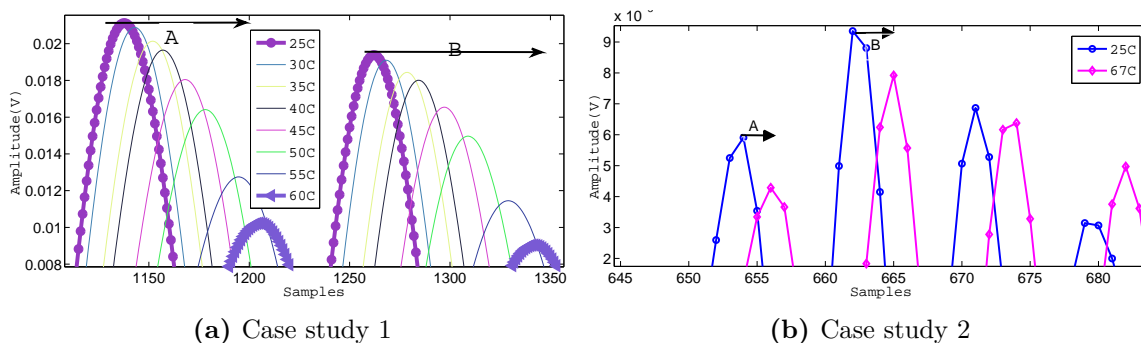 A
B
0.02
0.018
0.016
0.014
0.012
0.01
0.008
Amplitude(V)
1150
1200
1250
1300
1350
Samples
25C
30C
35C
40C
45C
50C
55C
60C
(a) Case study 1
A
B
9
8
7
6
5
4
3
2
Amplitude(V)
645
650
655
660
665
670
675
680
Samples
25C
67C
(b) Case study 2